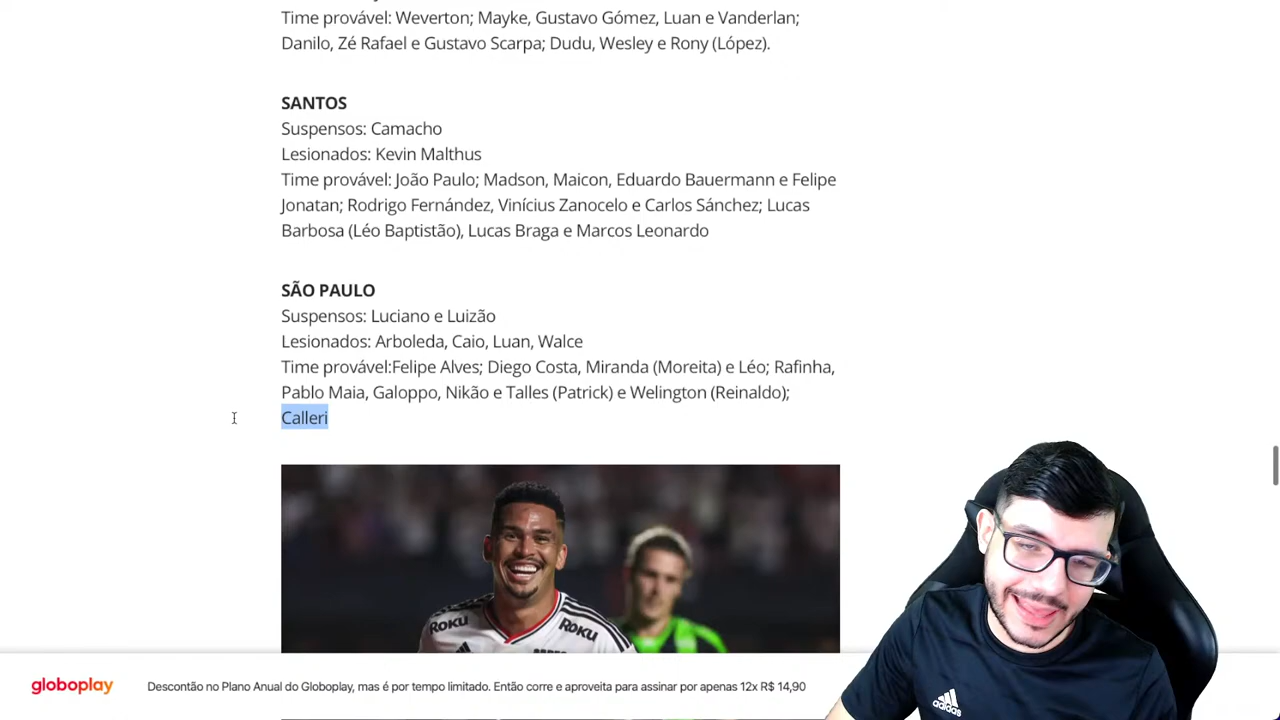 Time provável: Weverton; Mayke, Gustavo Gómez, Luan e Vanderlan;
Danilo, Zé Rafael e Gustavo Scarpa; Dudu, Wesley e Rony (López).
SANTOS
Suspensos: Camacho
Lesionados: Kevin Malthus
Time provável: João Paulo; Madson, Maicon, Eduardo Bauermann e Felipe
Jonatan; Rodrigo Fernández, Vinícius Zanocelo e Carlos Sánchez; Lucas
Barbosa (Léo Baptistão), Lucas Braga e Marcos Leonardo
SÃO PAULO
Suspensos: Luciano e Luizão
Lesionados: Arboleda, Caio, Luan, Walce
Time provável:Felipe Alves; Diego Costa, Miranda (Moreita) e Léo; Rafinha,
Pablo Maia, Galoppo, Nikão e Talles (Patrick) e Welington (Reinaldo);
Calleri
ROKU
ROKU
globoplay
Descontão no Plano Anual do Globoplay, mas é por tempo limitado. Então corre e aproveita para assinar por apenas 12x R$ 14,90
adidas